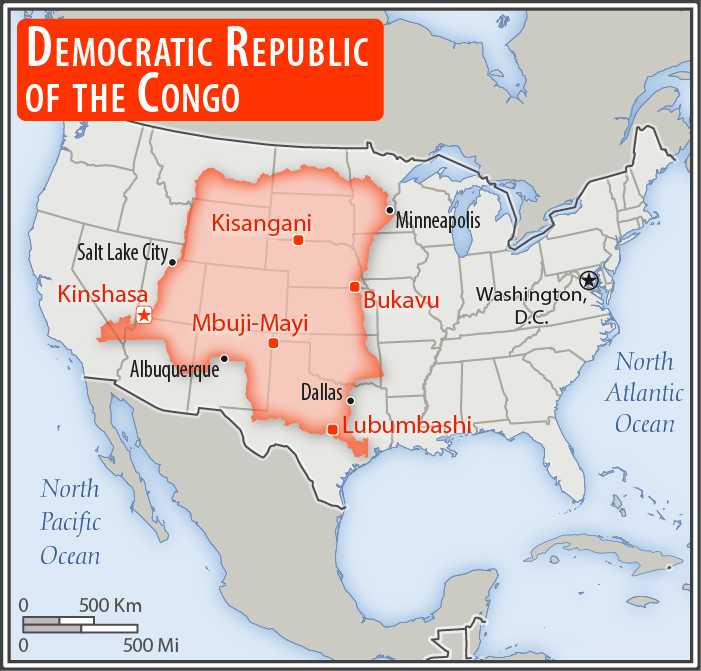 DEMOCRATIC REPUBLIC
OF THE CONGO
Kisangani
Minneapolis
Salt Lake City
Kinshasa
Bukavu
Washington,
D.C.
Mbuji-Mayi
Albuquerque
Dallas
Lubumbashi
North
Atlantic
Ocean
North
Pacific
Ocean
0 500 Km
0 500 Mi